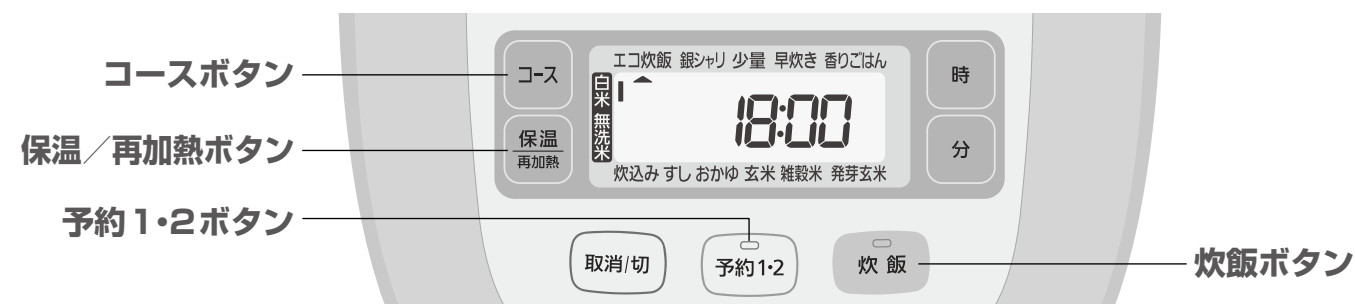 コースボタン
保温／再加熱ボタン
予約1・2ボタン
コース
保温
再加熱
エコ炊飯 銀シャリ 少量 早炊き 香りごはん
白米 無洗米
18:00
炊込み すし おかゆ 玄米 雑穀米 発芽玄米
時
分
取消/切
予約1・2
炊飯
炊飯ボタン